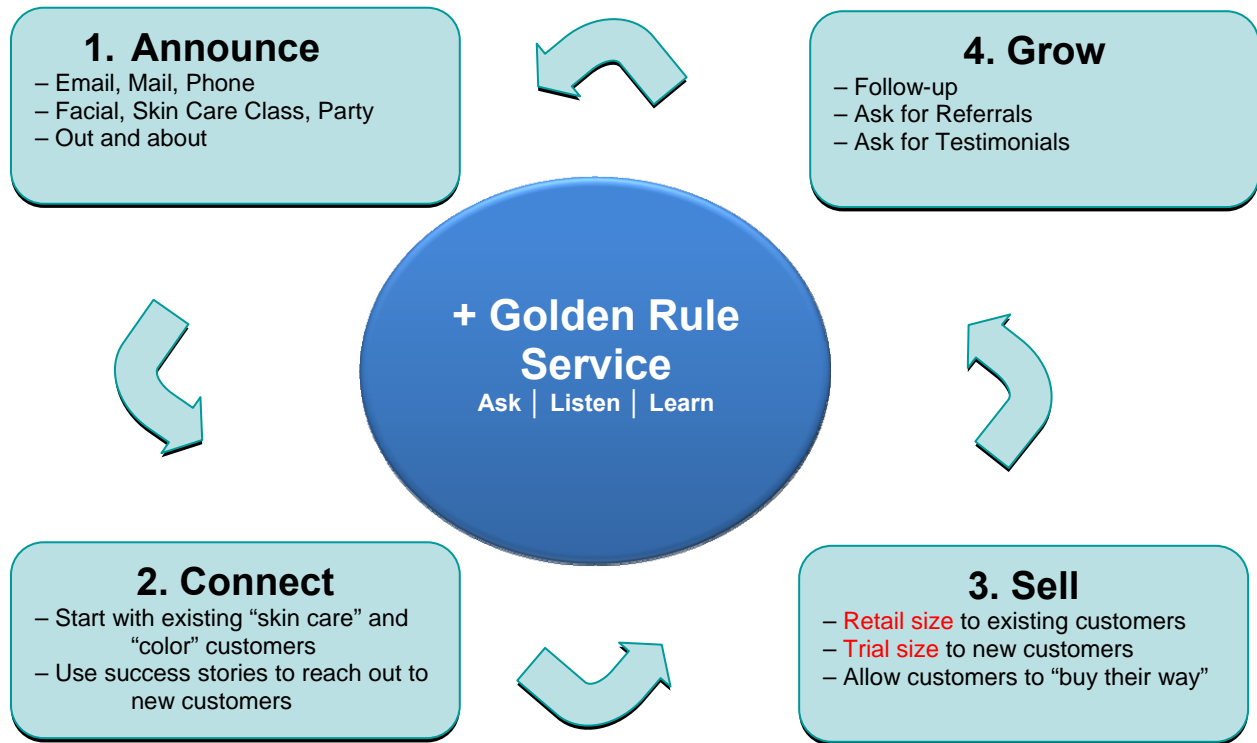 1. Announce
– Email, Mail, Phone
– Facial, Skin Care Class, Party
– Out and about
4. Grow
– Follow-up
– Ask for Referrals
– Ask for Testimonials
+ Golden Rule
Service
Ask │ Listen │ Learn
2. Connect
– Start with existing “skin care” and
“color” customers
– Use success stories to reach out to
new customers
3. Sell
– Retail size to existing customers
– Trial size to new customers
– Allow customers to “buy their way”